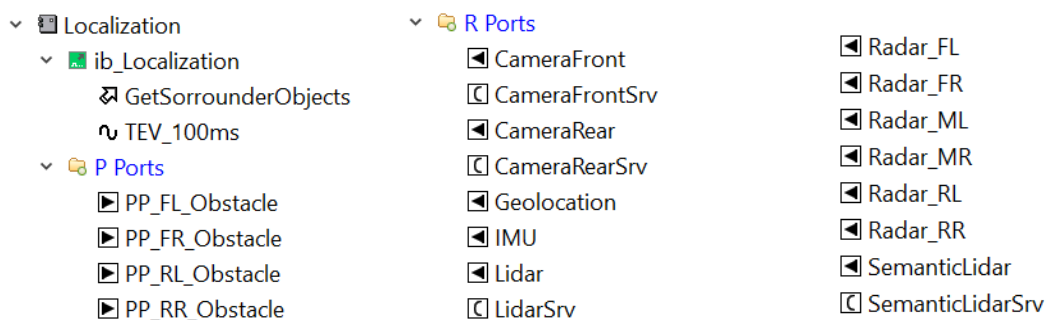 Localization
ib_Localization
GetSorrounderObjects
TEV_100ms
P Ports
PP_FL_Obstacle
PP_FR_Obstacle
PP_RL_Obstacle
PP_RR_Obstacle
R Ports
CameraFront
CameraFrontSrv
CameraRear
CameraRearSrv
Geolocation
IMU
Lidar
LidarSrv
Radar_FL
Radar_FR
Radar_ML
Radar_MR
Radar_RL
Radar_RR
SemanticLidar
SemanticLidarSrv